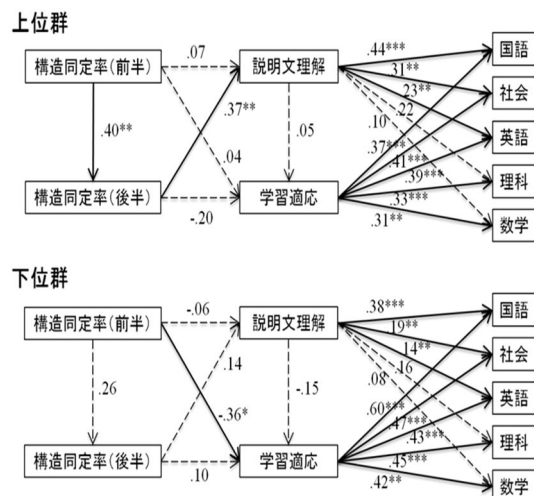 上位群
構造同定率(前半)
.07
説明文理解
.44***
国語
.31**
.23**
.22
.10
社会
.40**
.37**
.05
.04
.37***
英語
.41***
.39***
理科
構造同定率(後半)
-.20
学習適応
.33***
.31**
数学
下位群
構造同定率(前半)
-.06
説明文理解
.38***
国語
.19**
.14**
.16
.08
社会
.26
.14
-.15
-.36*
.60***
英語
.47***
.43***
理科
構造同定率(後半)
.10
学習適応
.45***
.42**
数学